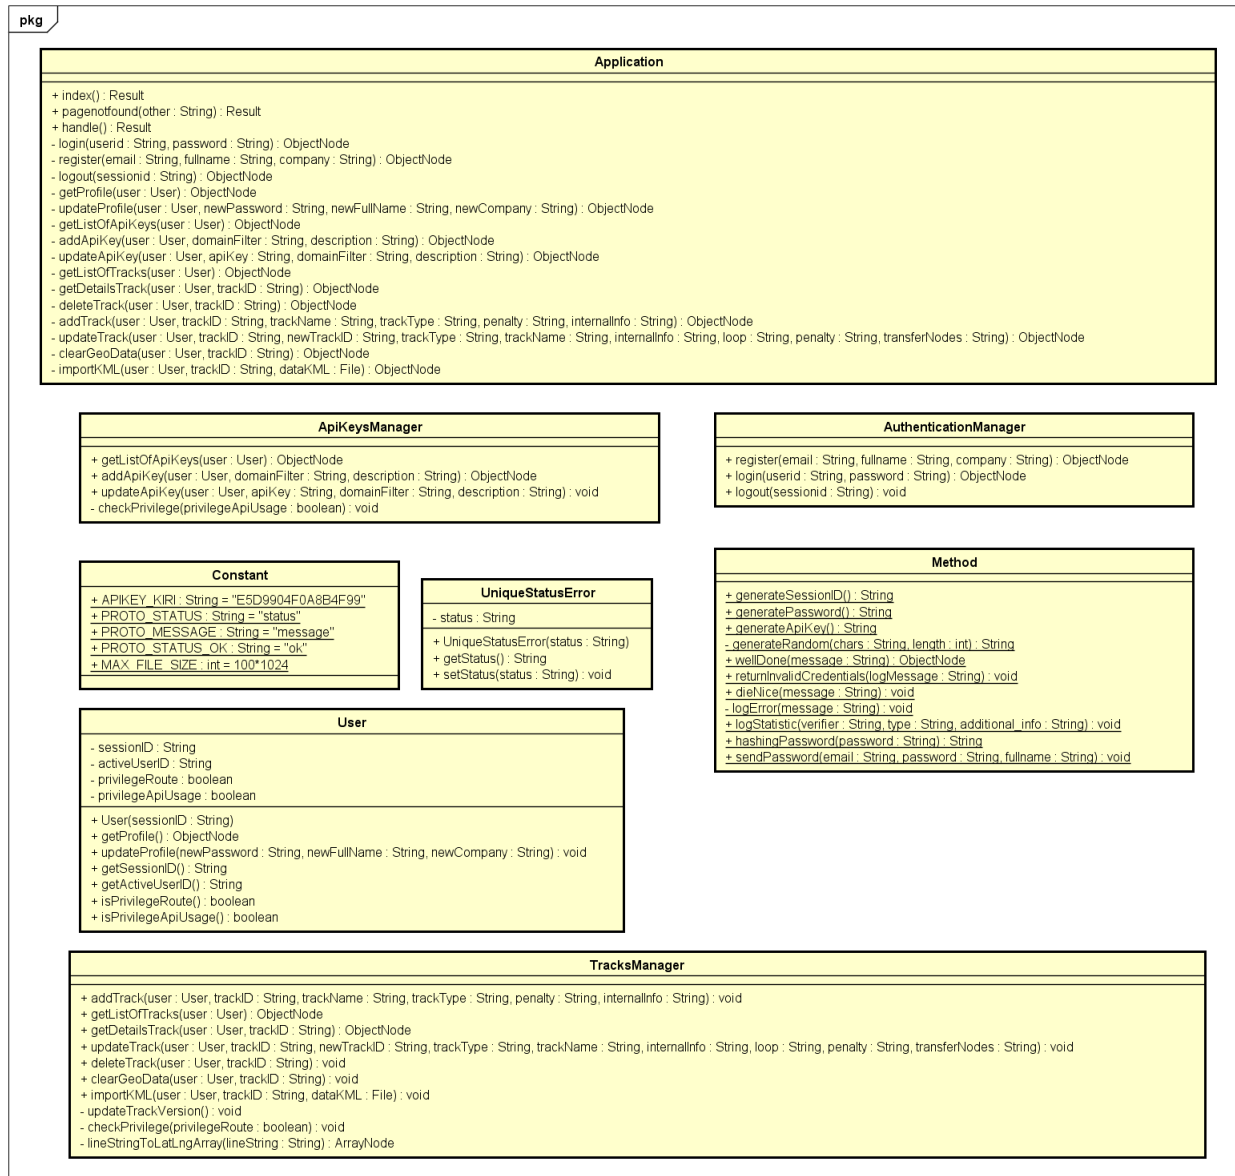 pkg
Application
+ index() : Result
+ pagenotfound(other : String) : Result
+ handle() : Result
- login(userid : String, password : String) : ObjectNode
- register(email : String, fullname : String, company : String) : ObjectNode
- logout(sessionid : String) : ObjectNode
- getProfile(user : User) : ObjectNode
- updateProfile(user : User, newPassword : String, newFullName : String, newCompany : String) : ObjectNode
- getListOfApiKeys(user : User) : ObjectNode
- addApiKey(user : User, domainFilter : String, description : String) : ObjectNode
- updateApiKey(user : User, apiKey : String, domainFilter : String, description : String) : ObjectNode
- getListOfTracks(user : User) : ObjectNode
- getDetailsTrack(user : User, trackID : String) : ObjectNode
- deleteTrack(user : User, trackID : String) : ObjectNode
- addTrack(user : User, trackID : String, trackName : String, trackType : String, penalty : String, internalInfo : String) : ObjectNode
- updateTrack(user : User, trackID : String, newTrackID : String, trackType : String, trackName : String, internalInfo : String, loop : String, penalty : String, transferNodes : String) : ObjectNode
- clearGeoData(user : User, trackID : String) : ObjectNode
- importKML(user : User, trackID : String, dataKML : File) : ObjectNode
ApiKeysManager
+ getListOfApiKeys(user : User) : ObjectNode
+ addApiKey(user : User, domainFilter : String, description : String) : ObjectNode
+ updateApiKey(user : User, apiKey : String, domainFilter : String, description : String) : void
- checkPrivilege(privilegeApiUsage : boolean) : void
AuthenticationManager
+ register(email : String, fullname : String, company : String) : ObjectNode
+ login(userid : String, password : String) : ObjectNode
+ logout(sessionid : String) : void
Constant
+ APIKEY_KIRI : String = "E5D9904F0A8B4F99"
+ PROTO_STATUS : String = "status"
+ PROTO_MESSAGE : String = "message"
+ PROTO_STATUS_OK : String = "ok"
+ MAX_FILE_SIZE : int = 100*1024
UniqueStatusError
- status : String
+ UniqueStatusError(status : String)
+ getStatus() : String
+ setStatus(status : String) : void
Method
+ generateSessionID() : String
+ generatePassword() : String
+ generateApiKey() : String
- generateRandom(chars : String, length : int) : String
+ wellDone(message : String) : ObjectNode
+ returnInvalidCredentials(logMessage : String) : void
+ dieNice(message : String) : void
- logError(message : String) : void
+ logStatistic(verifier : String, type : String, additional_info : String) : void
+ hashingPassword(password : String) : String
+ sendPassword(email : String, password : String, fullname : String) : void
User
- sessionID : String
- activeUserID : String
- privilegeRoute : boolean
- privilegeApiUsage : boolean
+ User(sessionID : String)
+ getProfile() : ObjectNode
+ updateProfile(newPassword : String, newFullName : String, newCompany : String) : void
+ getSessionID() : String
+ getActiveUserID() : String
+ isPrivilegeRoute() : boolean
+ isPrivilegeApiUsage() : boolean
TracksManager
+ addTrack(user : User, trackID : String, trackName : String, trackType : String, penalty : String, internalInfo : String) : void
+ getListOfTracks(user : User) : ObjectNode
+ getDetailsTrack(user : User, trackID : String) : ObjectNode
+ updateTrack(user : User, trackID : String, newTrackID : String, trackType : String, trackName : String, internalInfo : String, loop : String, penalty : String, transferNodes : String) : void
+ deleteTrack(user : User, trackID : String) : void
+ clearGeoData(user : User, trackID : String) : void
+ importKML(user : User, trackID : String, dataKML : File) : void
- updateTrackVersion() : void
- checkPrivilege(privilegeRoute : boolean) : void
- lineStringToLatLngArray(lineString : String) : ArrayNode